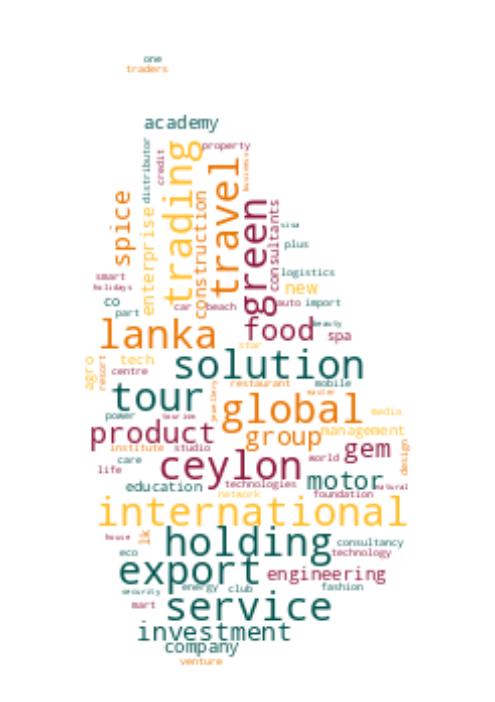 one
traders
academy
property
distributor
credit
trading
business
travel
spice
enterprise
construction
green
consultants
plus
logistics
smart
holidays
new
co
part
car
beach
auto
import
lanka
food
beauty
spa
star
solution
agro
resort
tech
centre
restaurant
mobile
master
tour
jewellery
global
media
power
tourism
product
group
management
institute
studio
gem
design
care
ceylon
world
life
motor
education
technologies
natural
network
foundation
international
house
lk
holding
consultancy
eco
technology
export
engineering
security
energy
club
fashion
mart
service
investment
company
venture